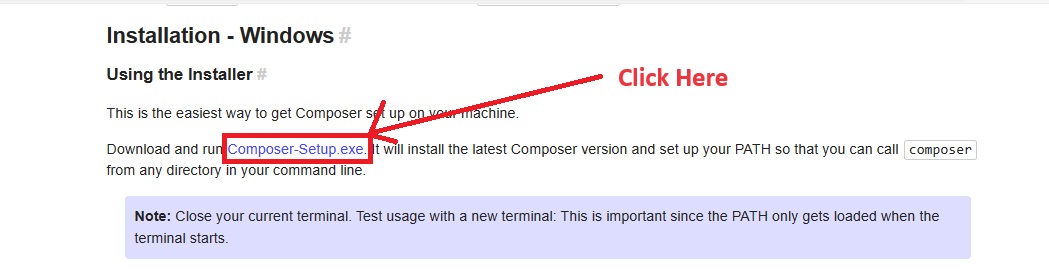 Installation - Windows #
Using the Installer #
Click Here
This is the easiest way to get Composer set up on your machine.
Download and run Composer-Setup.exe. It will install the latest Composer version and set up your PATH so that you can call composer
from any directory in your command line.
Note: Close your current terminal. Test usage with a new terminal: This is important since the PATH only gets loaded when the
terminal starts.